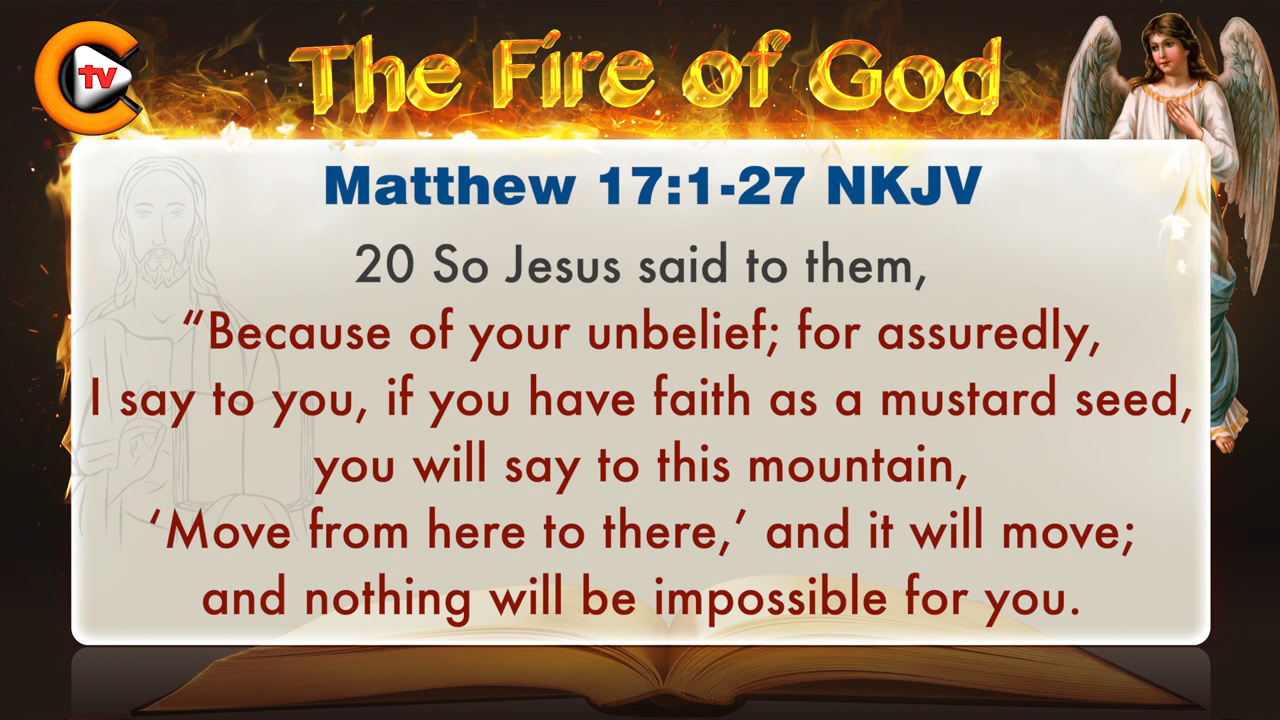 tv
The Fire of God
Matthew 17:1-27 NKJV
20 So Jesus said to them,
“Because of your unbelief; for assuredly,
I say to you, if you have faith as a mustard seed,
you will say to this mountain,
‘Move from here to there,’ and it will move;
and nothing will be impossible for you.